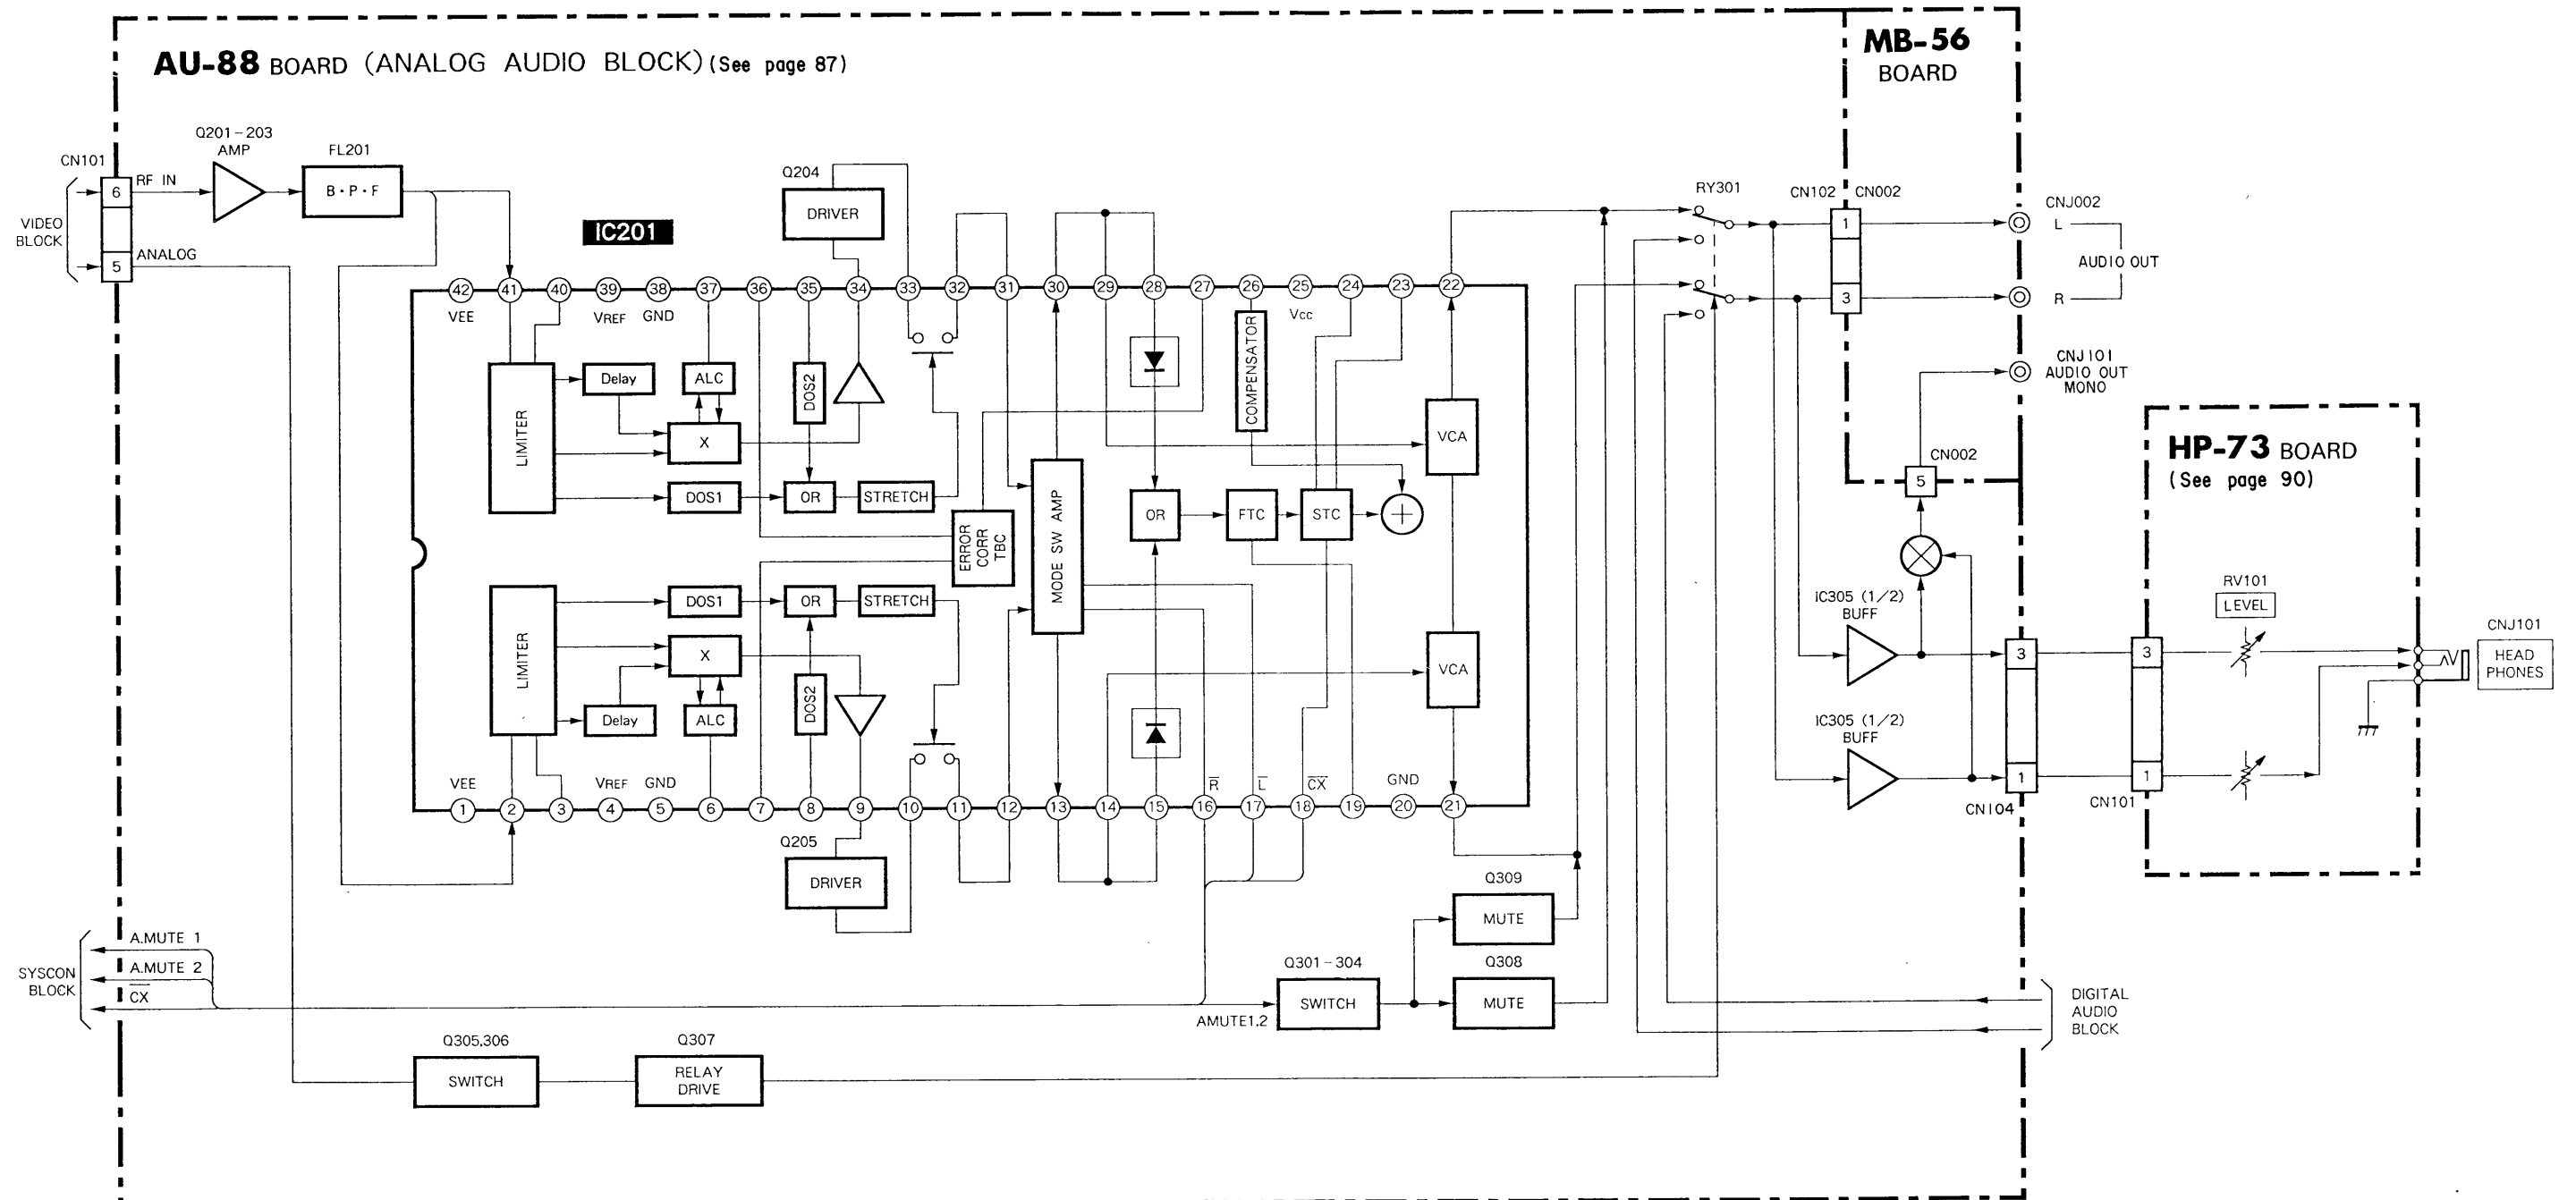 AU-88 BOARD (ANALOG AUDIO BLOCK) (See page 87)
MB-56
BOARD
Q201-203
AMP
FL201
B・P・F
CN101
6
RF IN
5
ANALOG
VIDEO
BLOCK
IC201
Q204
DRIVER
RY301
CN102
CN002
1
3
CNJ002
L
AUDIO OUT
R
CNJ101
AUDIO OUT
MONO
42
41
40
39
38
37
36
35
34
33
32
31
30
29
28
27
26
25
24
23
22
VEE
VREF
GND
Vcc
LIMITER
Delay
ALC
X
DOS1
DOS2
OR
STRETCH
ERROR
CORR
TBC
MODE SW AMP
COMPENSATOR
VCA
OR
FTC
STC
+
CN002
5
HP-73 BOARD
(See page 90)
LIMITER
DOS1
OR
STRETCH
X
DOS2
Delay
ALC
VCA
VEE
VREF
GND
R
L
CX
GND
1
2
3
4
5
6
7
8
9
10
11
12
13
14
15
16
17
18
19
20
21
IC305 (1/2)
BUFF
IC305 (1/2)
BUFF
3
1
CN104
3
1
CN101
RV101
LEVEL
CNJ101
HEAD
PHONES
Q205
DRIVER
Q309
MUTE
Q308
MUTE
Q301-304
SWITCH
AMUTE1.2
SYSCON
BLOCK
A.MUTE 1
A.MUTE 2
CX
Q305,306
SWITCH
Q307
RELAY
DRIVE
DIGITAL
AUDIO
BLOCK